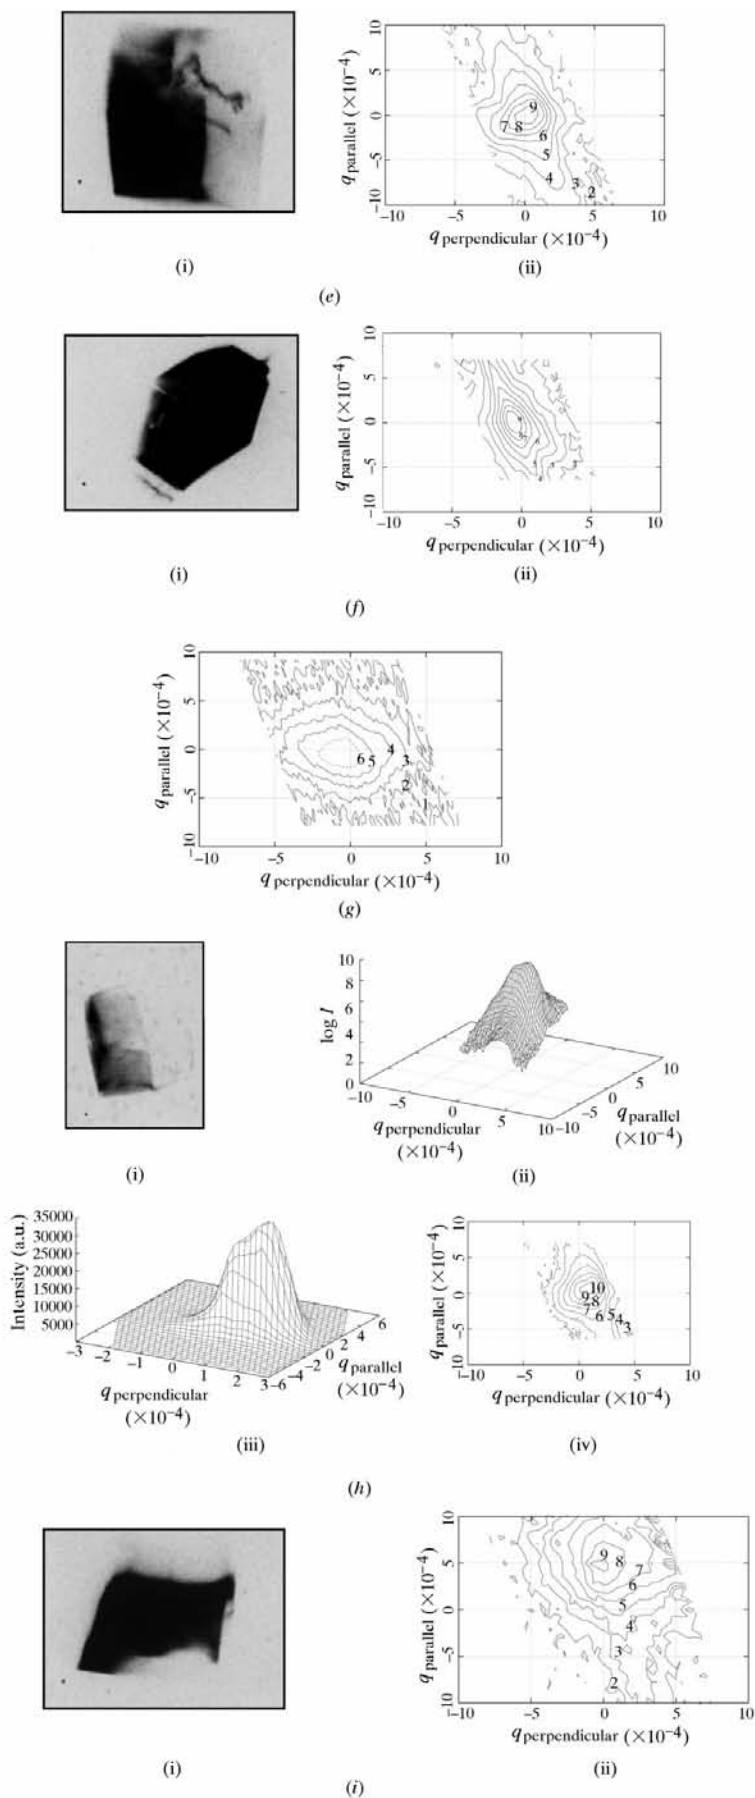 10
5
0
−5
−10
q parallel (×10−4)
9
7 8 6
5
4 3 2
−10 −5 0 5 10
q perpendicular (×10−4)
(i) (ii)
(e)
10
5
0
−5
−10
q parallel (×10−4)
−10 −5 0 5 10
q perpendicular (×10−4)
(i) (ii)
(f)
10
5
0
−5
−10
q parallel (×10−4)
6 5 4 3
2
1
−10 −5 0 5 10
q perpendicular (×10−4)
(g)
10
8
6
4
2
0
log I
−10 −5 0 5 10
q perpendicular
(×10−4)
−10 −5 0 5 10
q parallel
(×10−4)
(i) (ii)
35000
30000
25000
20000
15000
10000
5000
Intensity (a.u.)
−3 −2 −1 0 1 2 3
q perpendicular
(×10−4)
−6 −4 −2 0 2 4 6
q parallel
(×10−4)
(iii)
10
5
0
−5
−10
q parallel (×10−4)
10
9 8
7 6 5 4 3
−10 −5 0 5 10
q perpendicular (×10−4)
(iv)
(h)
10
5
0
−5
−10
q parallel (×10−4)
9 8 7
6
5
4
3
2
−10 −5 0 5 10
q perpendicular (×10−4)
(i) (ii)
(i)